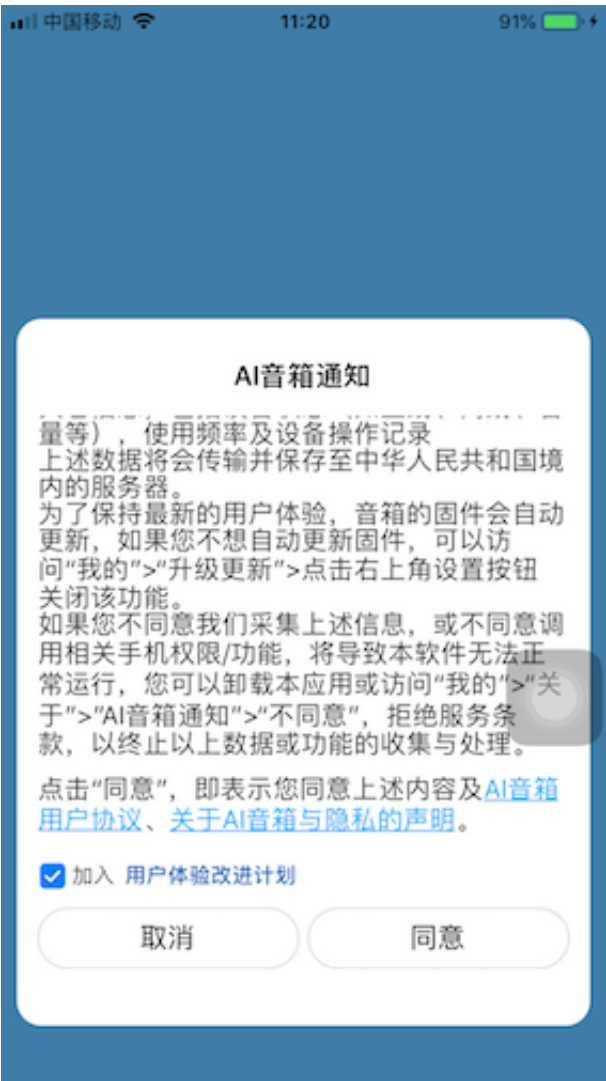 中国移动 11:20 91%
AI音箱通知
量等），使用频率及设备操作记录
上述数据将会传输并保存至中华人民共和国境
内的服务器。
为了保持最新的用户体验，音箱的固件会自动
更新，如果您不想自动更新固件，可以访
问“我的”>“升级更新”>点击右上角设置按钮
关闭该功能。
如果您不同意我们采集上述信息，或不同意调
用相关手机权限/功能，将导致本软件无法正
常运行，您可以卸载本应用或访问“我的”>“关
于”>“AI音箱通知”>“不同意”，拒绝服务条
款，以终止以上数据或功能的收集与处理。
点击“同意”，即表示您同意上述内容及AI音箱
用户协议、关于AI音箱与隐私的声明。
加入 用户体验改进计划
取消 同意